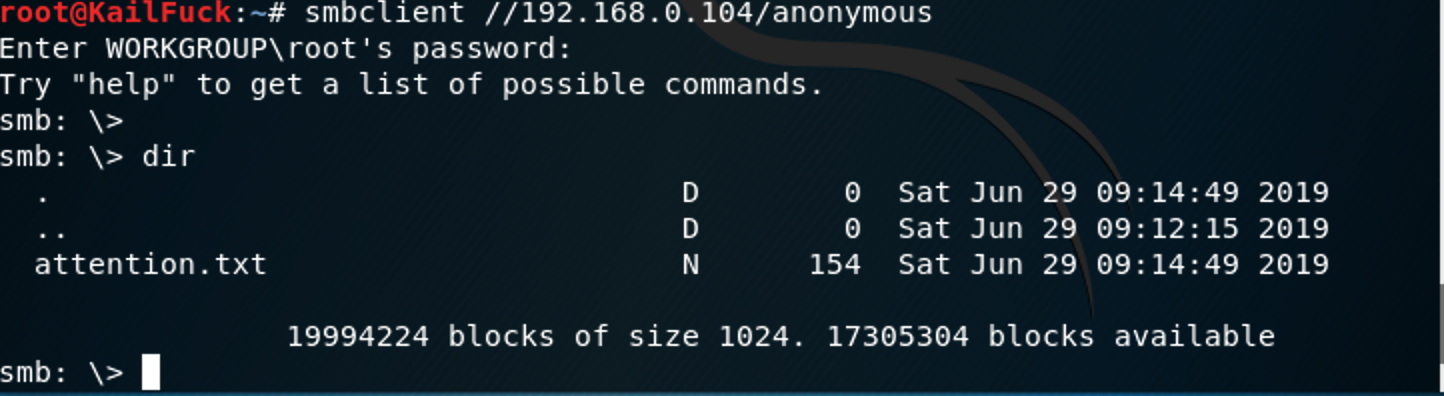 root@KailFuck:~# smbclient //192.168.0.104/anonymous
Enter WORKGROUP\root's password:
Try "help" to get a list of possible commands.
smb: \>
smb: \> dir
  .                                   D        0  Sat Jun 29 09:14:49 2019
  ..                                  D        0  Sat Jun 29 09:12:15 2019
  attention.txt                       N      154  Sat Jun 29 09:14:49 2019
                19994224 blocks of size 1024. 17305304 blocks available
smb: \>